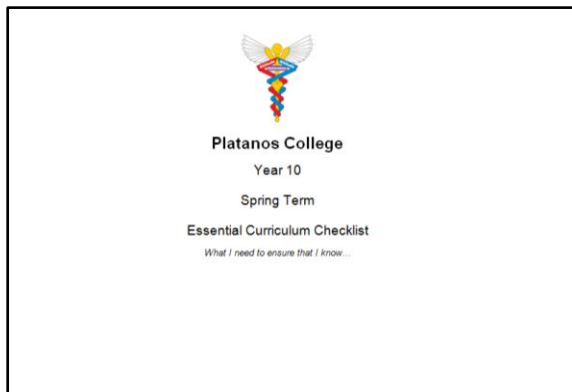 Platanos College
Year 10
Spring Term
Essential Curriculum Checklist
What I need to ensure that I know…